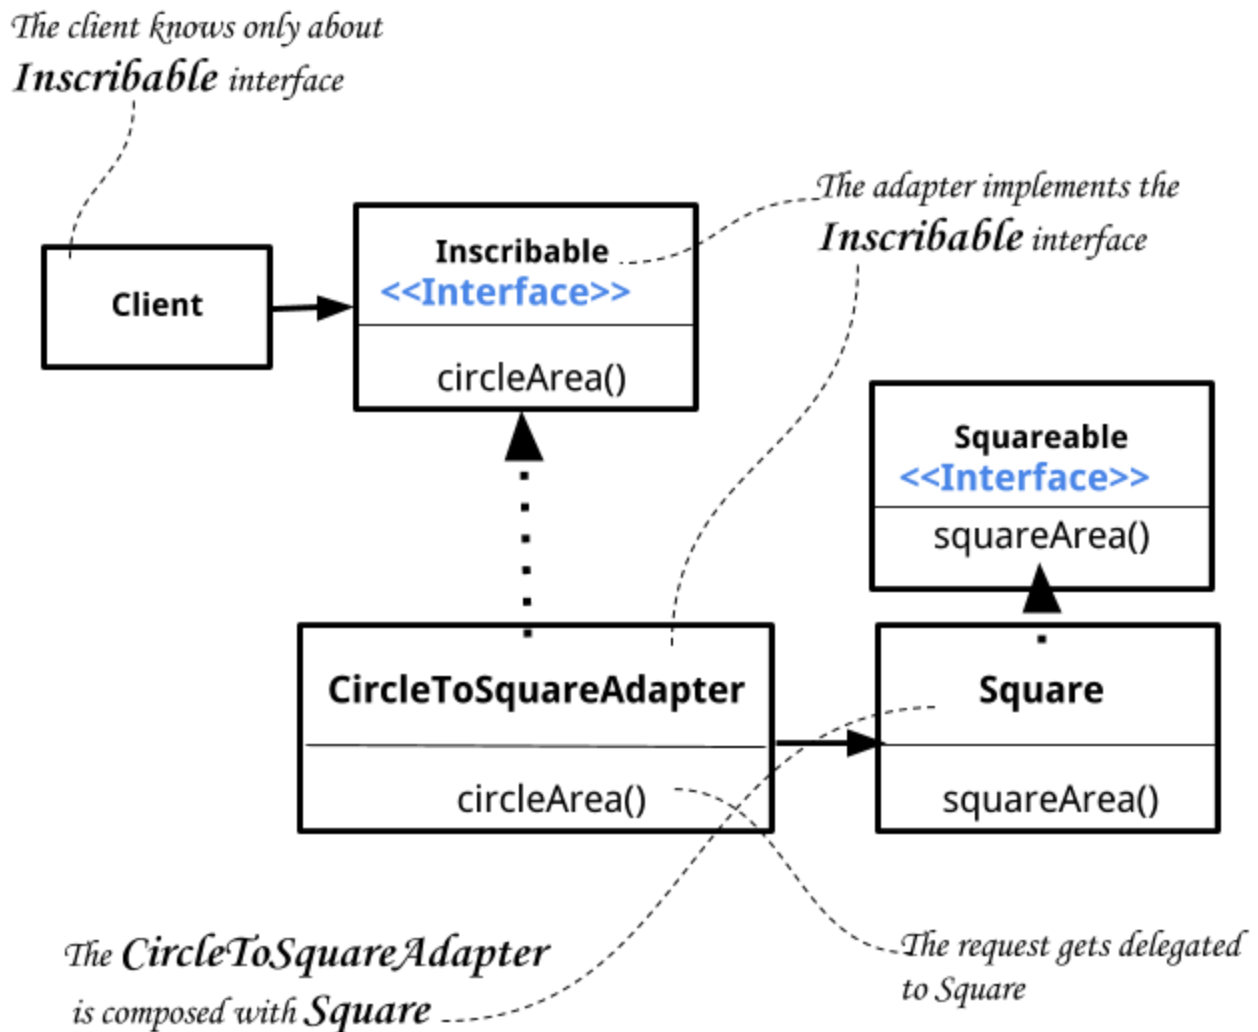 The client knows only about
Inscribable interface
The adapter implements the
Inscribable interface
Client
Inscribable
<<Interface>>
circleArea()
Squareable
<<Interface>>
squareArea()
CircleToSquareAdapter
circleArea()
Square
squareArea()
The CircleToSquareAdapter
is composed with Square
The request gets delegated
to Square